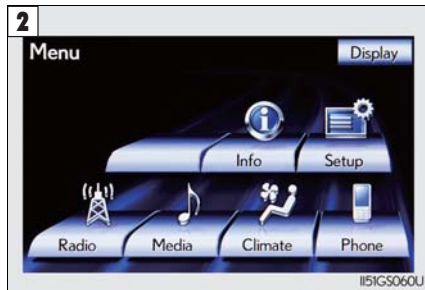 2
Menu
Display
Info
Setup
Radio
Media
Climate
Phone
II51GS060U